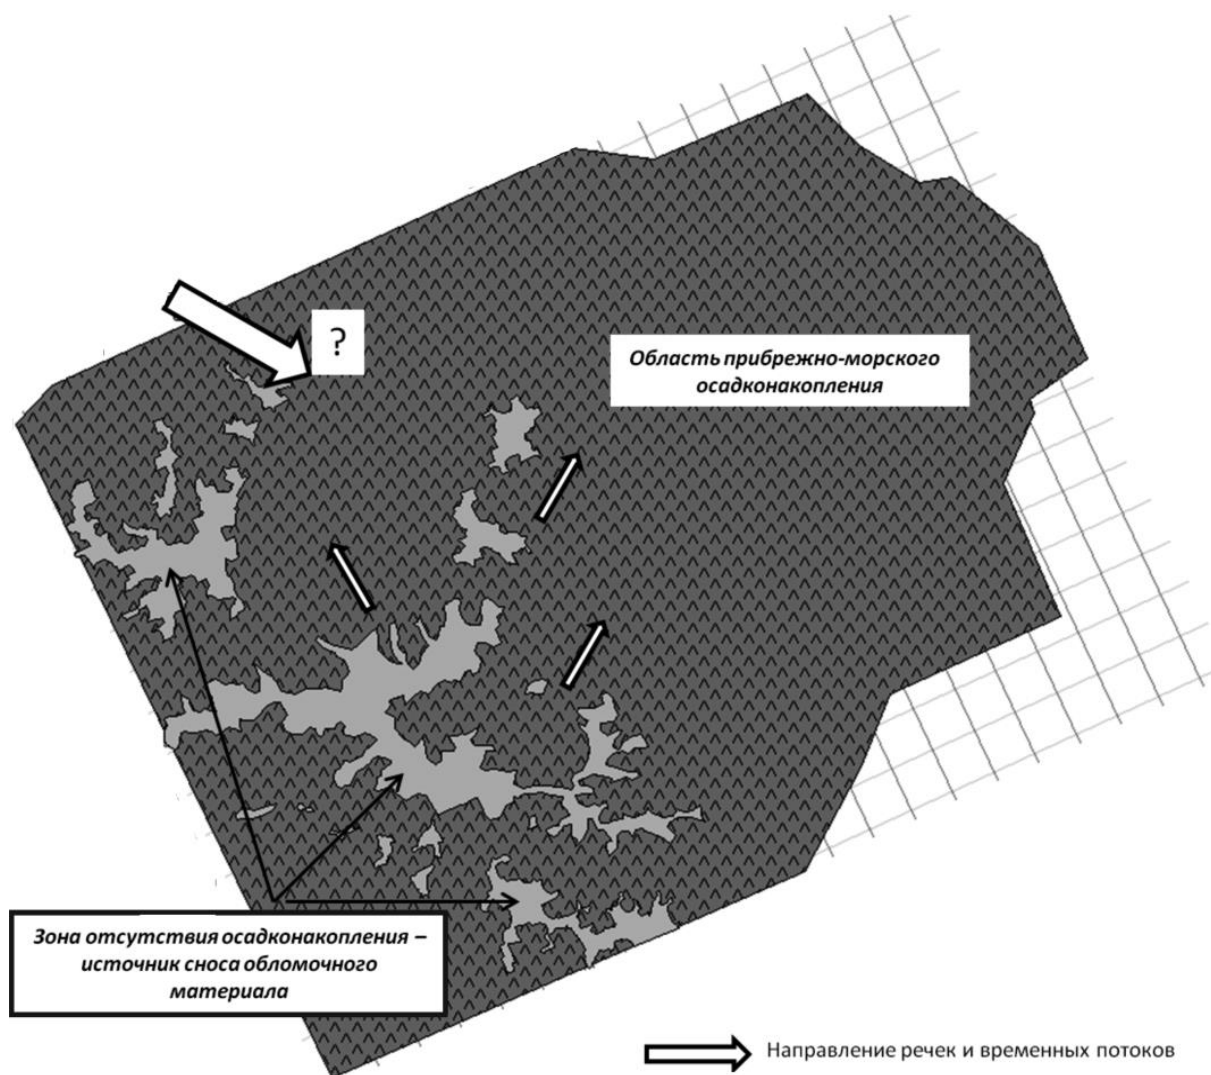 ?
Область прибрежно-морского
осадконакопления
Зона отсутствия осадконакопления –
источник сноса обломочного
материала
Направление речек и временных потоков